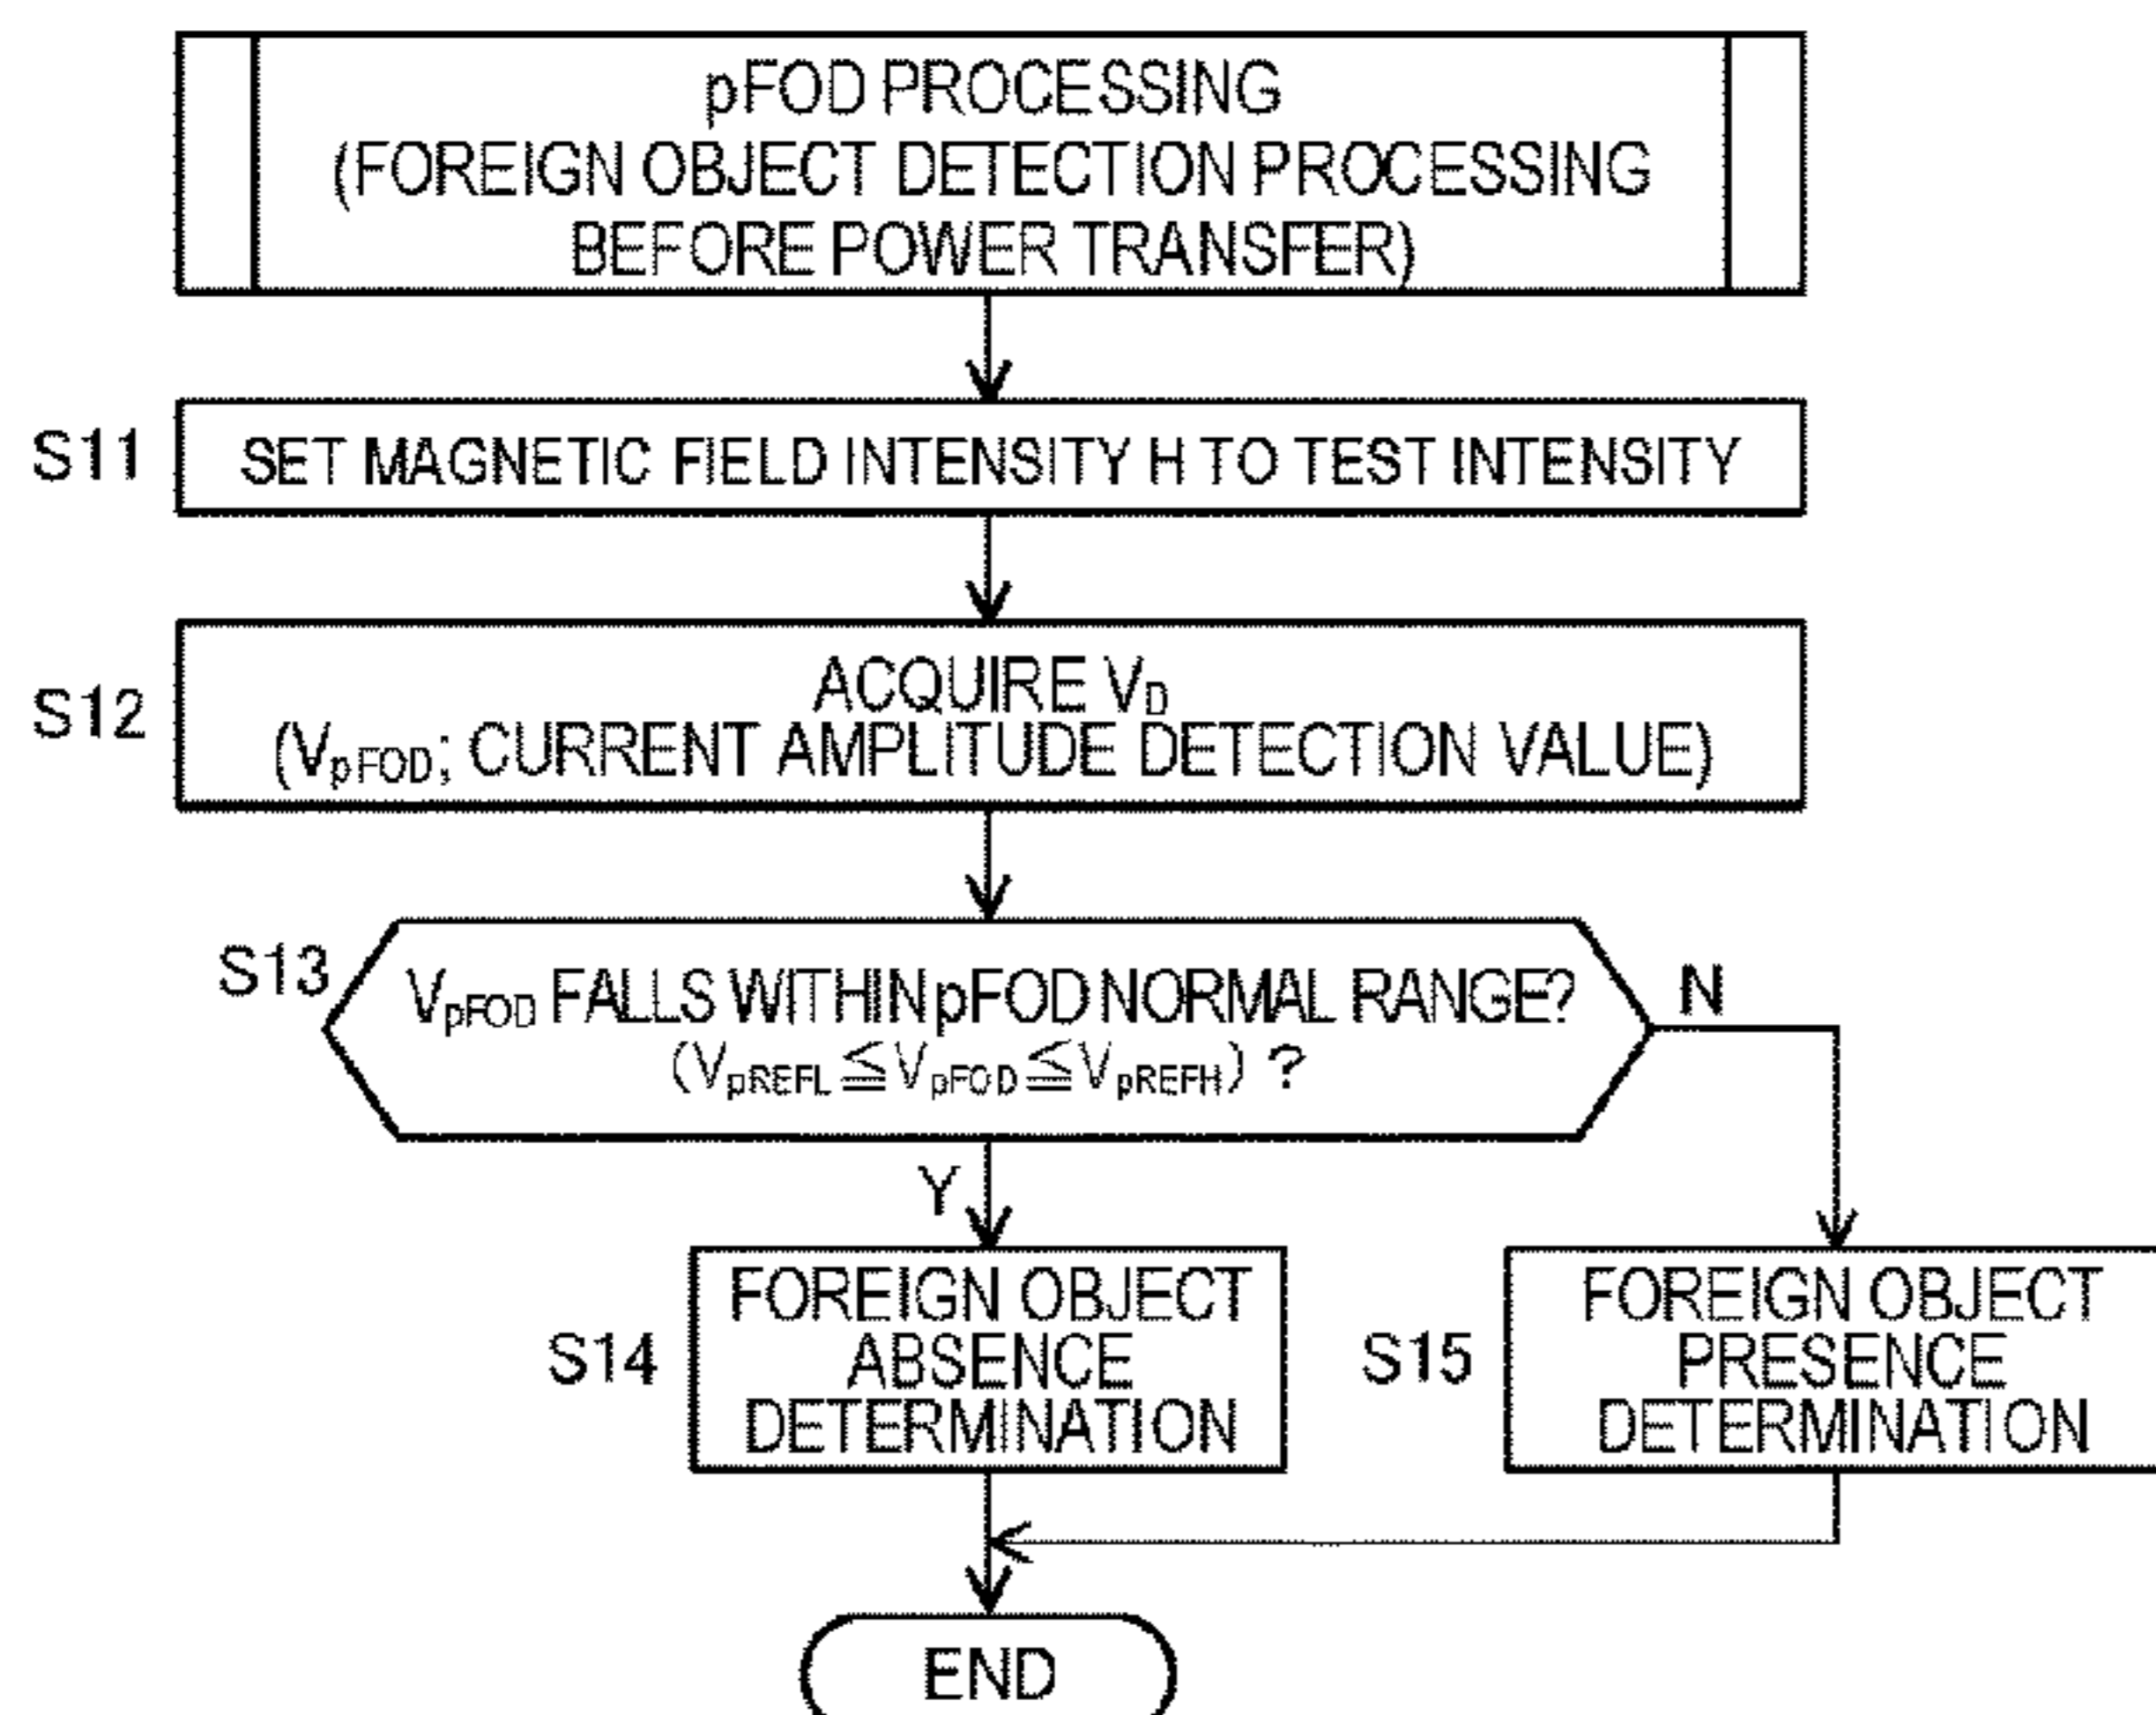 pFOD PROCESSING
(FOREIGN OBJECT DETECTION PROCESSING
BEFORE POWER TRANSFER)
S11
SET MAGNETIC FIELD INTENSITY H TO TEST INTENSITY
S12
ACQUIRE VD
(VpFOD; CURRENT AMPLITUDE DETECTION VALUE)
S13
VpFOD FALLS WITHIN pFOD NORMAL RANGE?
(VpREFL≦VpFOD≦VpREFH) ?
N
Y
S14
FOREIGN OBJECT
ABSENCE
DETERMINATION
S15
FOREIGN OBJECT
PRESENCE
DETERMINATION
END